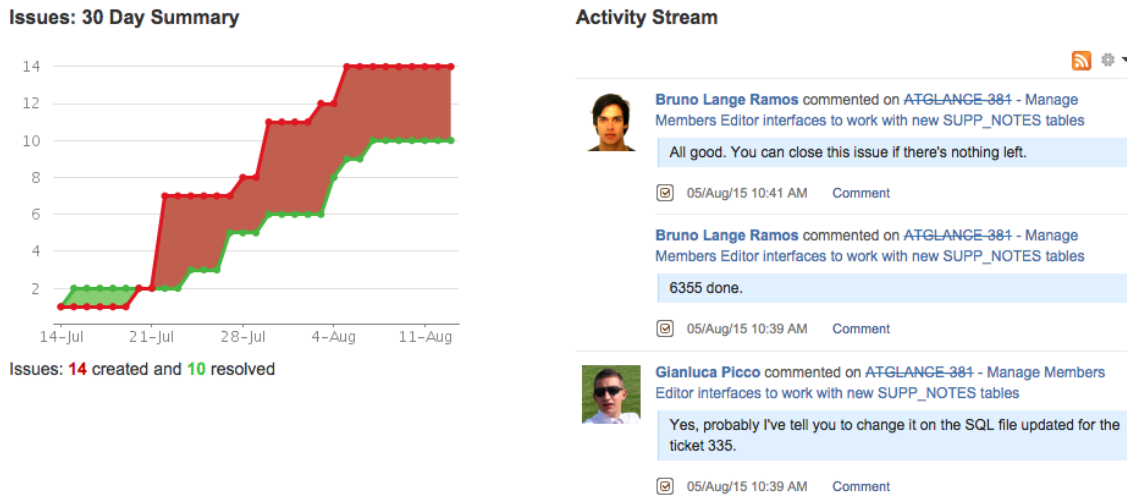 Issues: 30 Day Summary
14
12
10
8
6
4
2
14-Jul 21-Jul 28-Jul 4-Aug 11-Aug
Issues: 14 created and 10 resolved
Activity Stream
Bruno Lange Ramos commented on ATGLANCE-381 - Manage
Members Editor interfaces to work with new SUPP_NOTES tables
All good. You can close this issue if there's nothing left.
05/Aug/15 10:41 AM Comment
Bruno Lange Ramos commented on ATGLANCE-381 - Manage
Members Editor interfaces to work with new SUPP_NOTES tables
6355 done.
05/Aug/15 10:39 AM Comment
Gianluca Picco commented on ATGLANCE-381 - Manage Members
Editor interfaces to work with new SUPP_NOTES tables
Yes, probably I've tell you to change it on the SQL file updated for the
ticket 335.
05/Aug/15 10:39 AM Comment